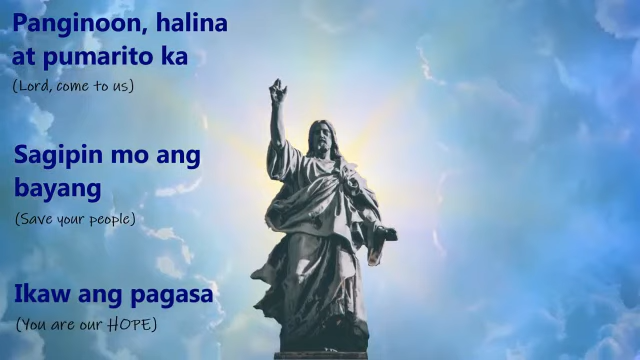 Panginoon, halina
at pumarito ka
(Lord, come to us)
Sagipin mo ang
bayang
(Save your people)
Ikaw ang pagasa
(You are our HOPE)